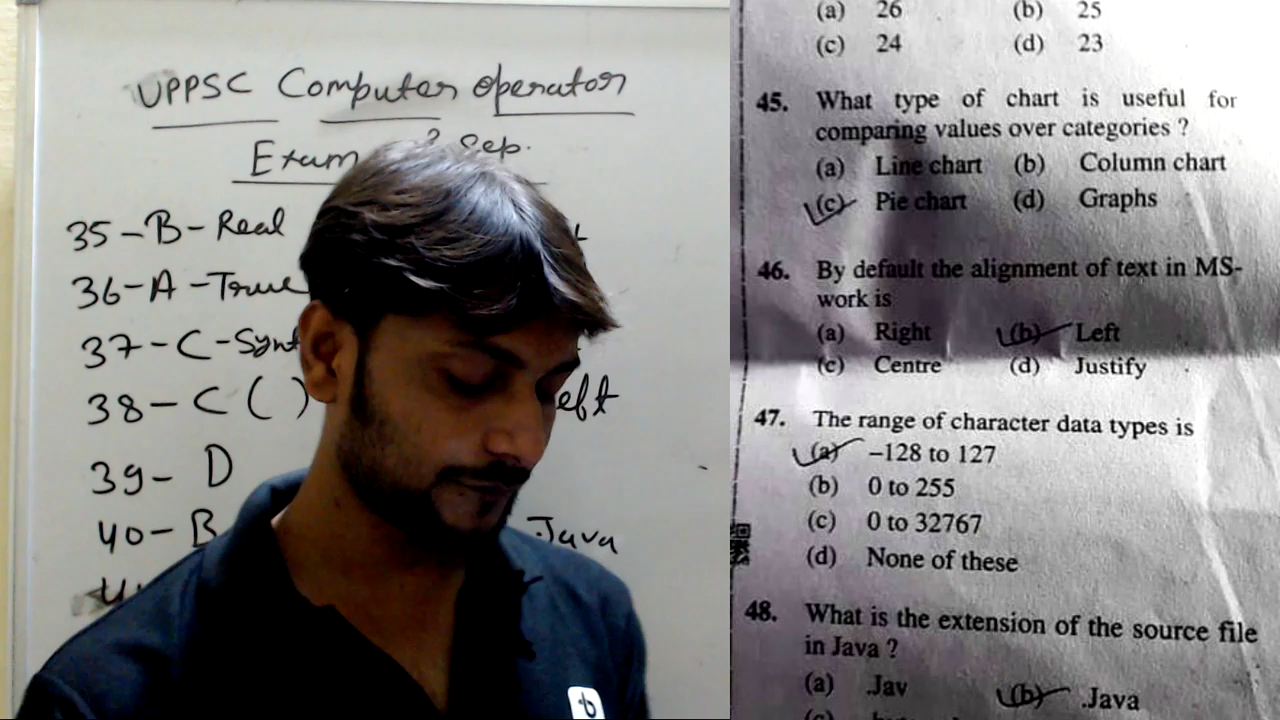 UPPSC Computer operator
Exam Sep.
35-B-Real
36-A-True
37-C-Synt
38-C ( ) eft
39- D
40-B .Java
(a) 26 (b) 25
(c) 24 (d) 23
45. What type of chart is useful for
comparing values over categories ?
(a) Line chart (b) Column chart
(c) Pie chart (d) Graphs
46. By default the alignment of text in MS-
work is
(a) Right (b) Left
(c) Centre (d) Justify
47. The range of character data types is
(a) –128 to 127
(b) 0 to 255
(c) 0 to 32767
(d) None of these
48. What is the extension of the source file
in Java ?
(a) .Jav (b) .Java